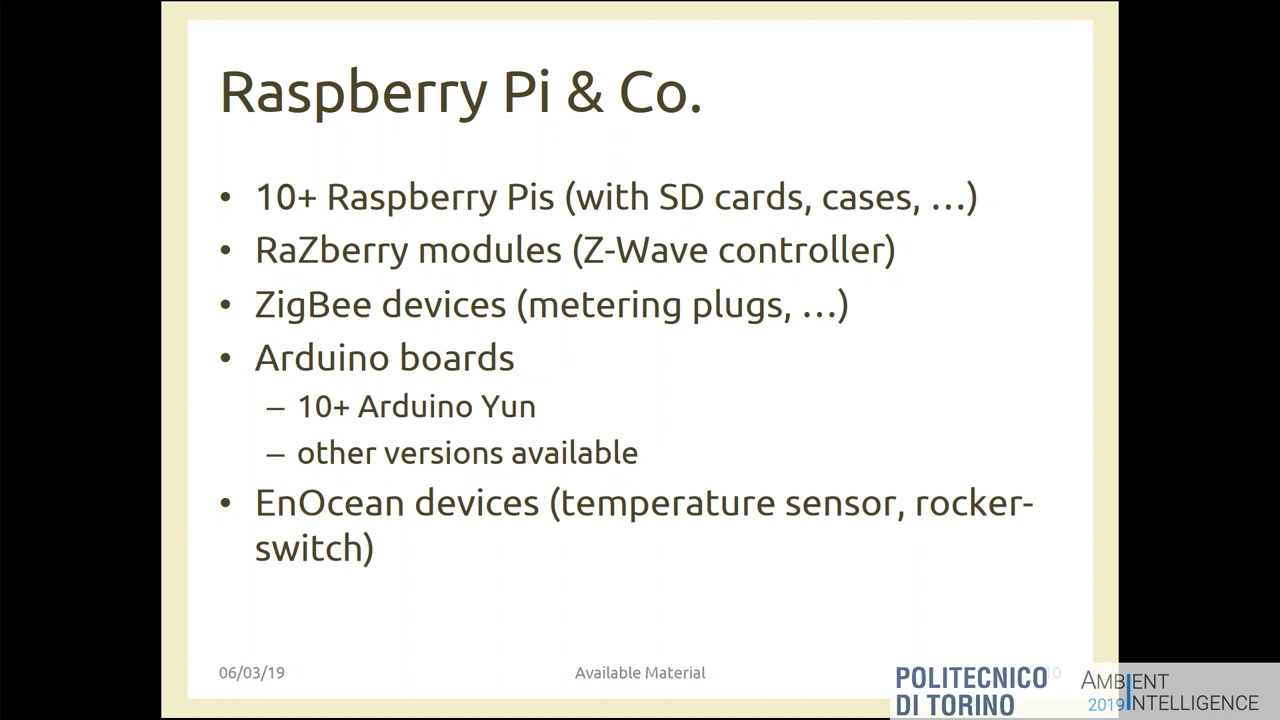 Raspberry Pi & Co.
• 10+ Raspberry Pis (with SD cards, cases, …)
• RaZberry modules (Z-Wave controller)
• ZigBee devices (metering plugs, …)
• Arduino boards
– 10+ Arduino Yun
– other versions available
• EnOcean devices (temperature sensor, rocker-
switch)
06/03/19
Available Material
10
POLITECNICO
DI TORINO
AMBIENT
2019 INTELLIGENCE